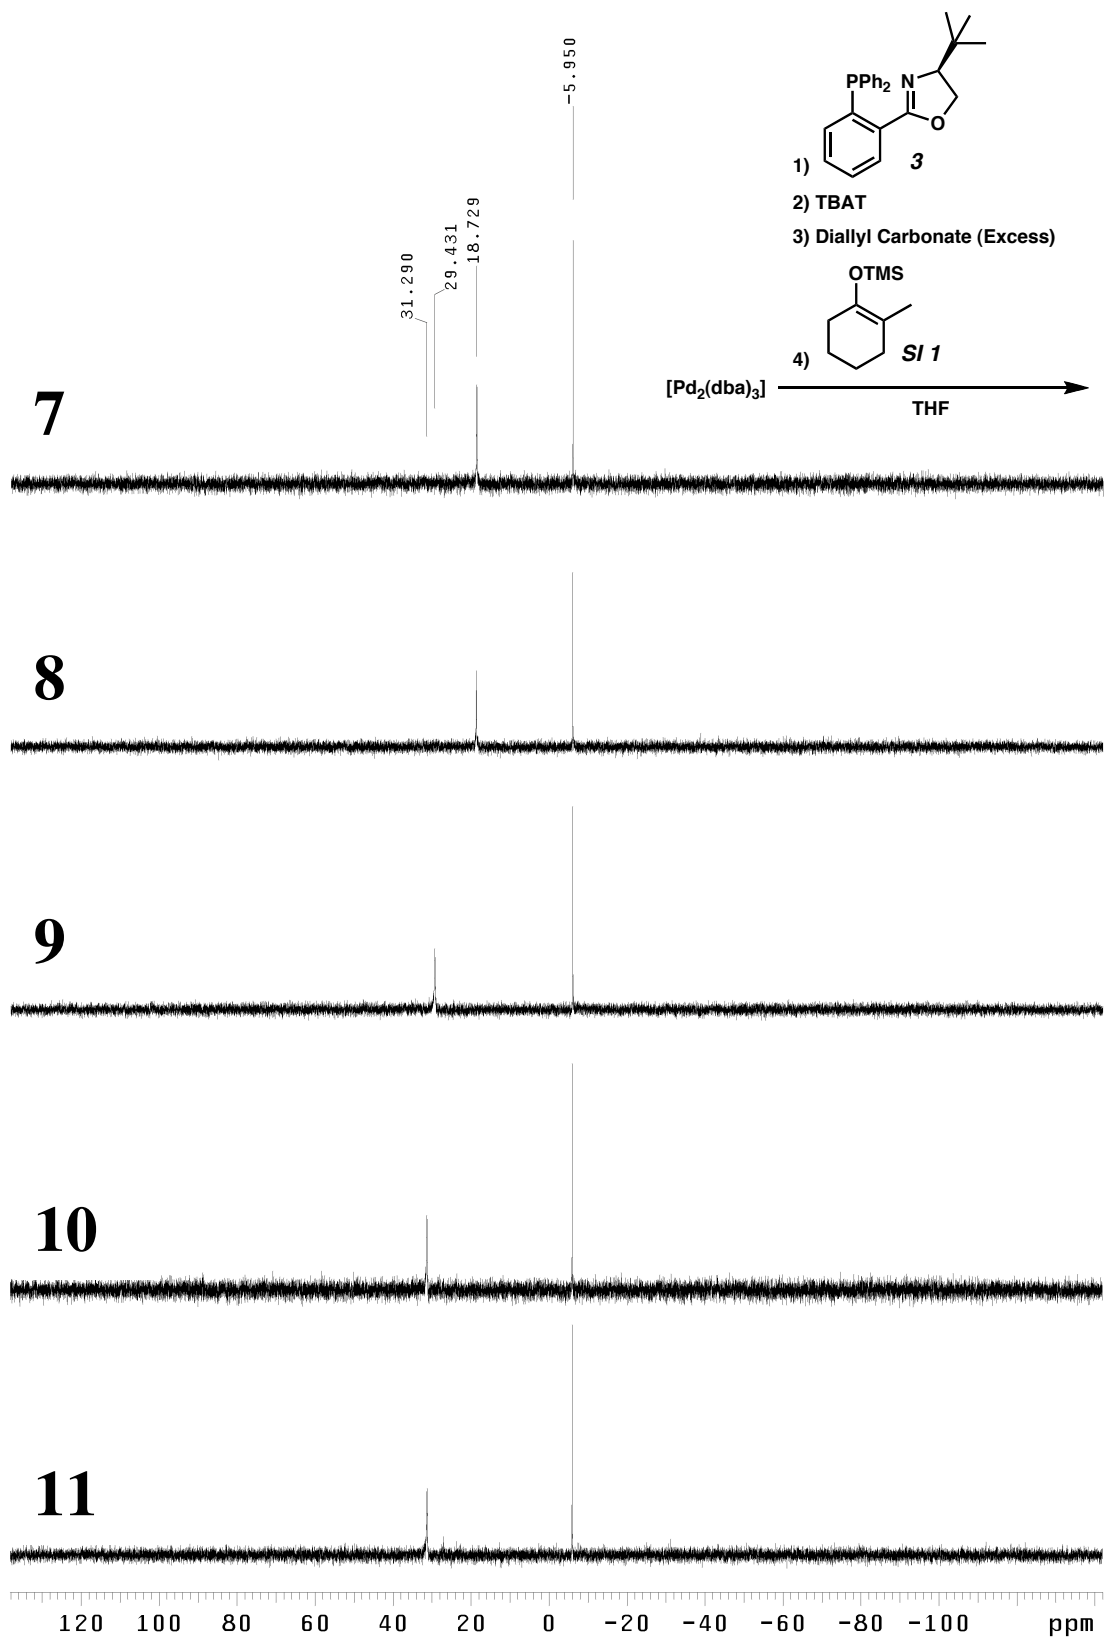 -5.950
18.729
29.431
31.290
PPh2
N
O
1)
3
2) TBAT
3) Diallyl Carbonate (Excess)
OTMS
4)
SI 1
[Pd2(dba)3]
THF
7
8
9
10
11
120 100 80 60 40 20 0 -20 -40 -60 -80 -100 ppm